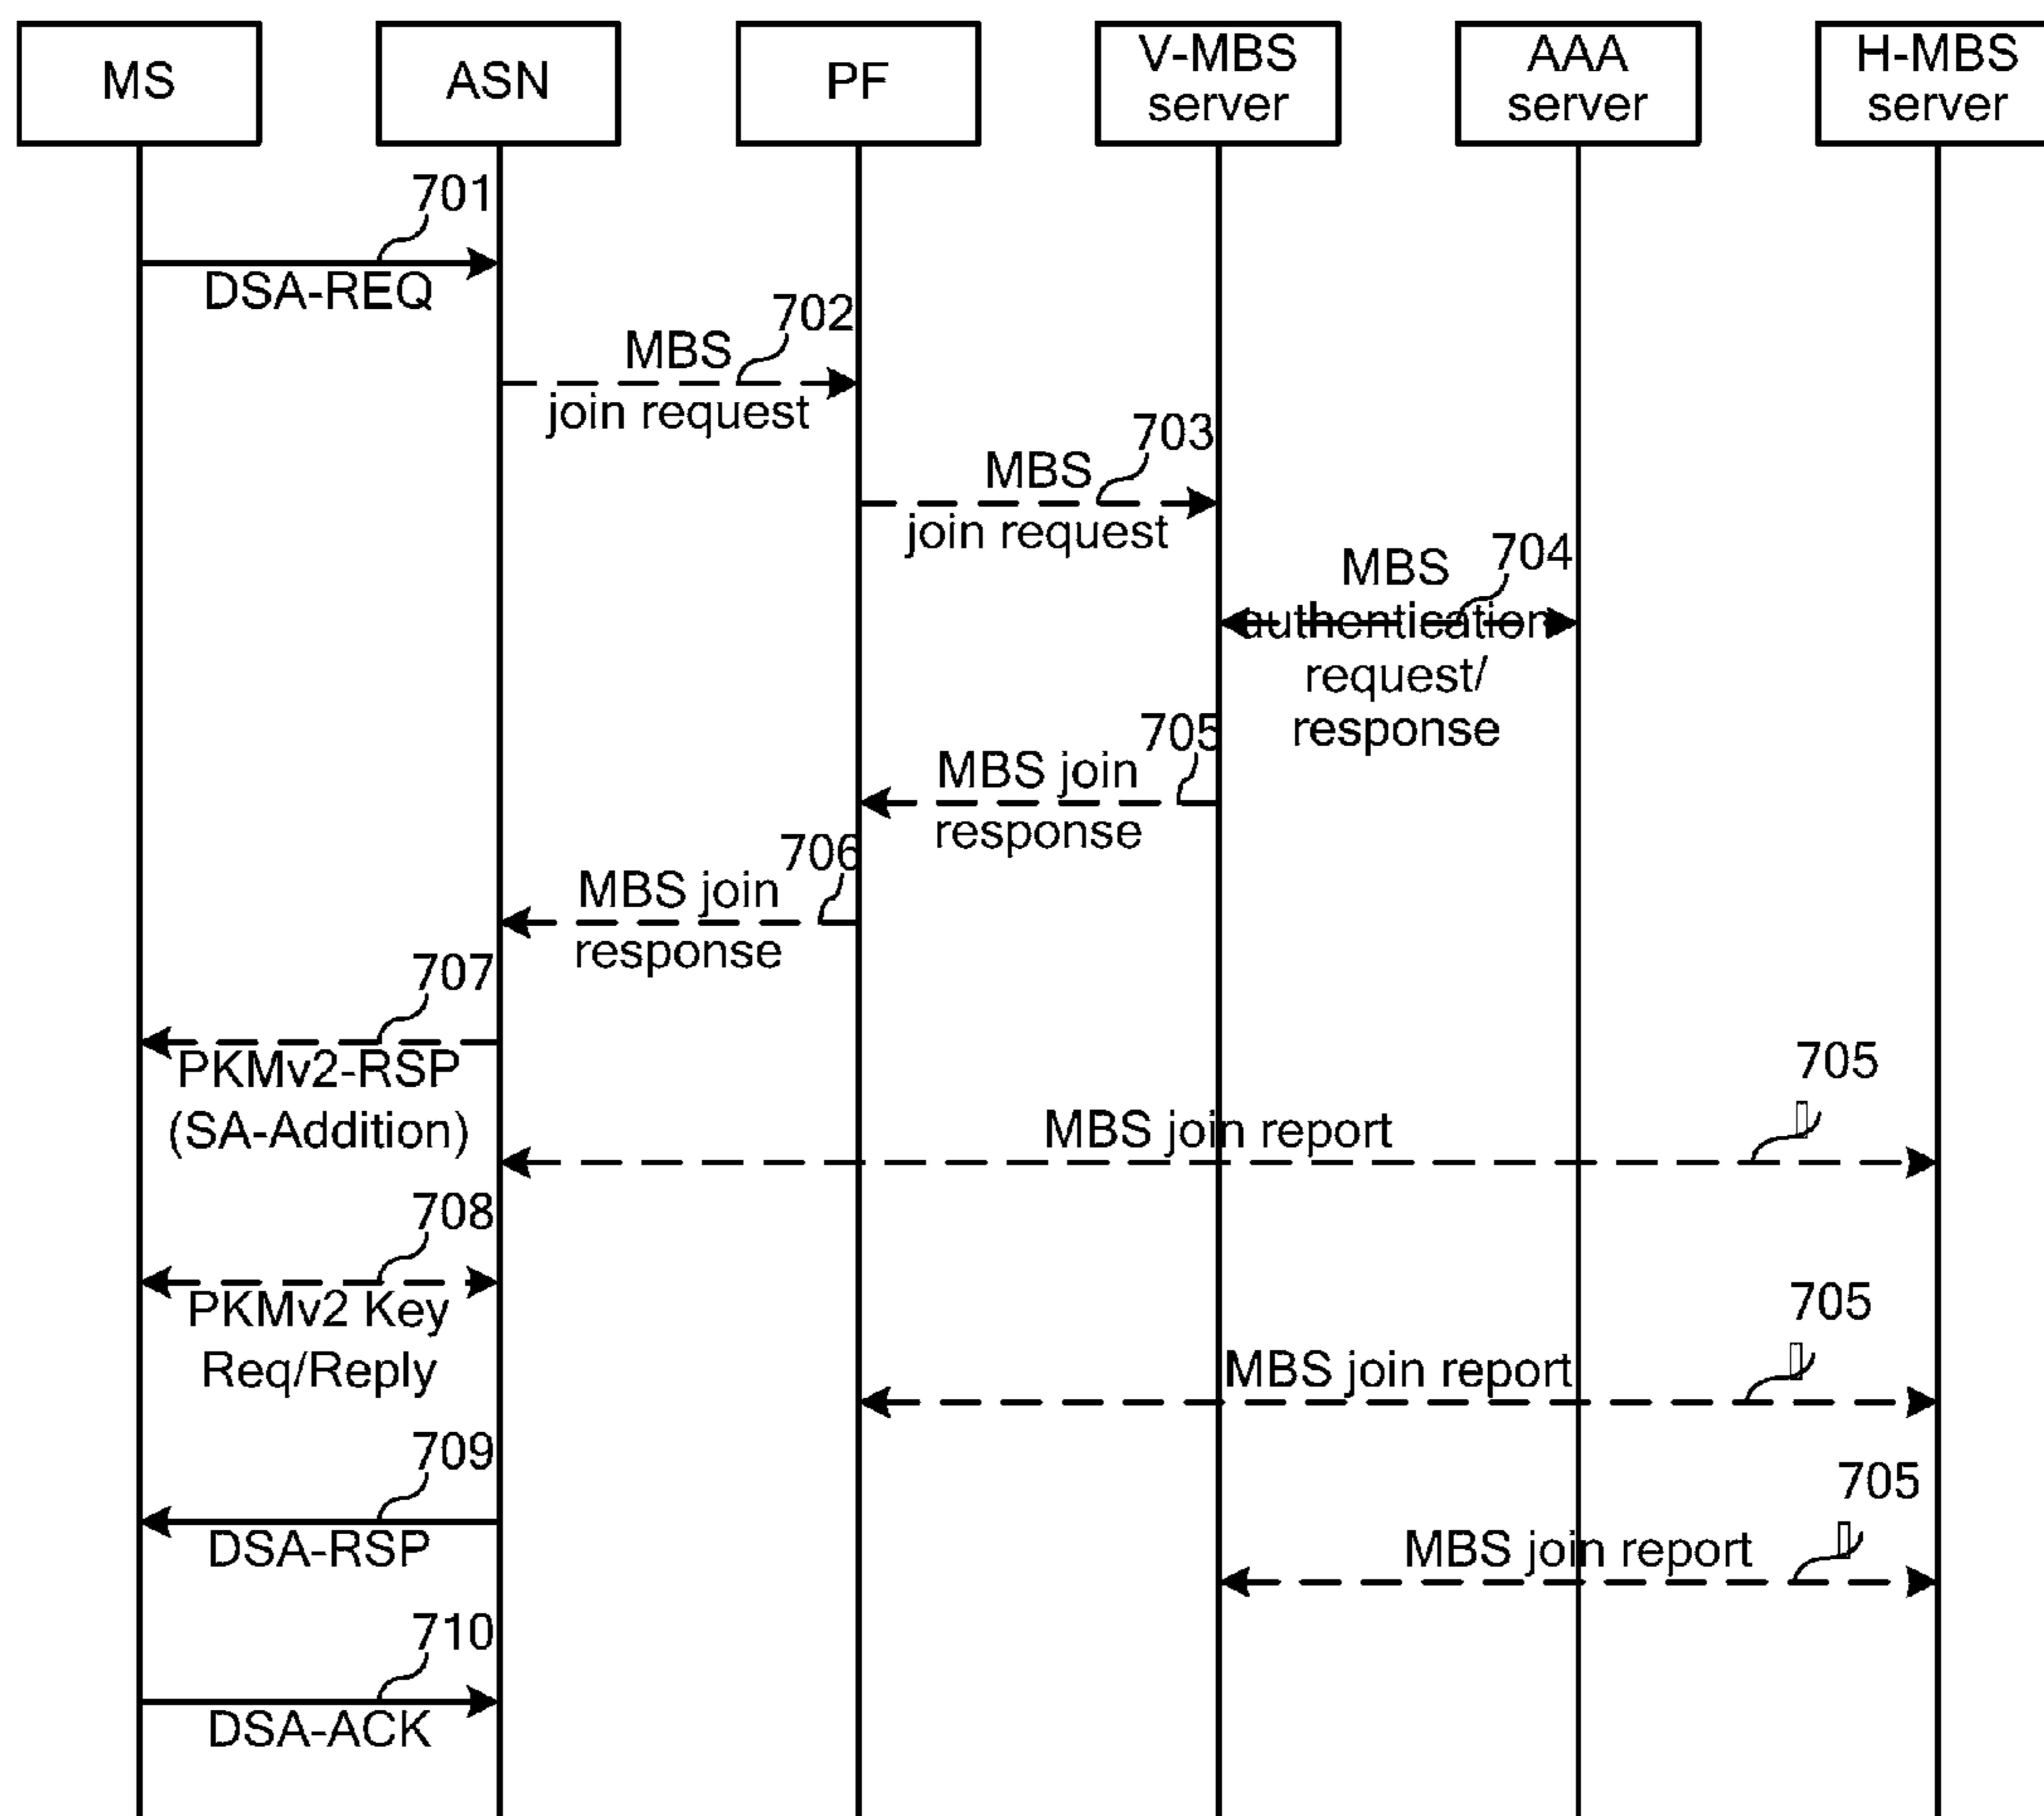 MS
ASN
PF
V-MBS
server
AAA
server
H-MBS
server
701
DSA-REQ
702
MBS
join request
703
MBS
join request
704
MBS
authentication
request/
response
705
MBS join
response
706
MBS join
response
707
PKMv2-RSP
(SA-Addition)
705
MBS join report
708
PKMv2 Key
Req/Reply
705
MBS join report
709
DSA-RSP
705
MBS join report
710
DSA-ACK